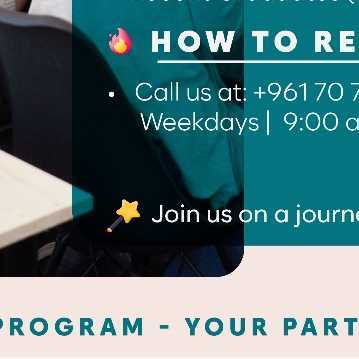 HOW TO RE
• Call us at: +961 70 7
Weekdays | 9:00 a
Join us on a journe
PROGRAM - YOUR PART